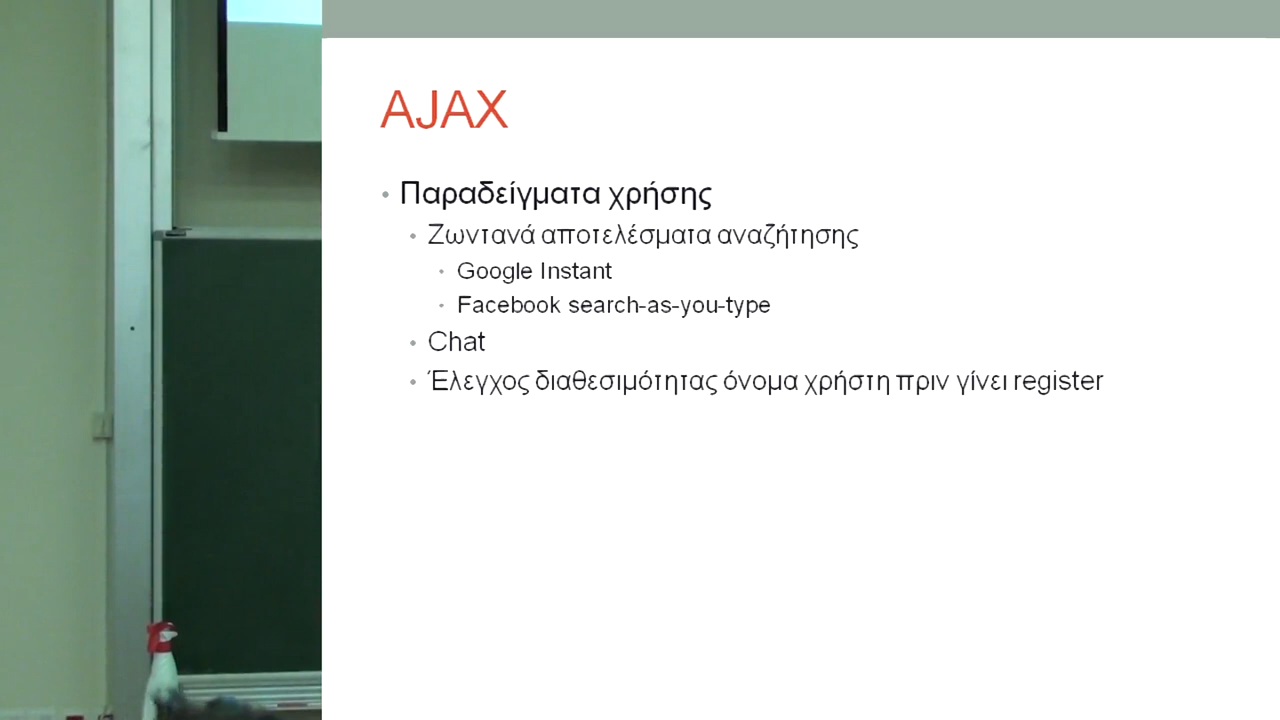 AJAX
• Παραδείγματα χρήσης
• Ζωντανά αποτελέσματα αναζήτησης
• Google Instant
• Facebook search-as-you-type
• Chat
• Έλεγχος διαθεσιμότητας όνομα χρήστη πριν γίνει register